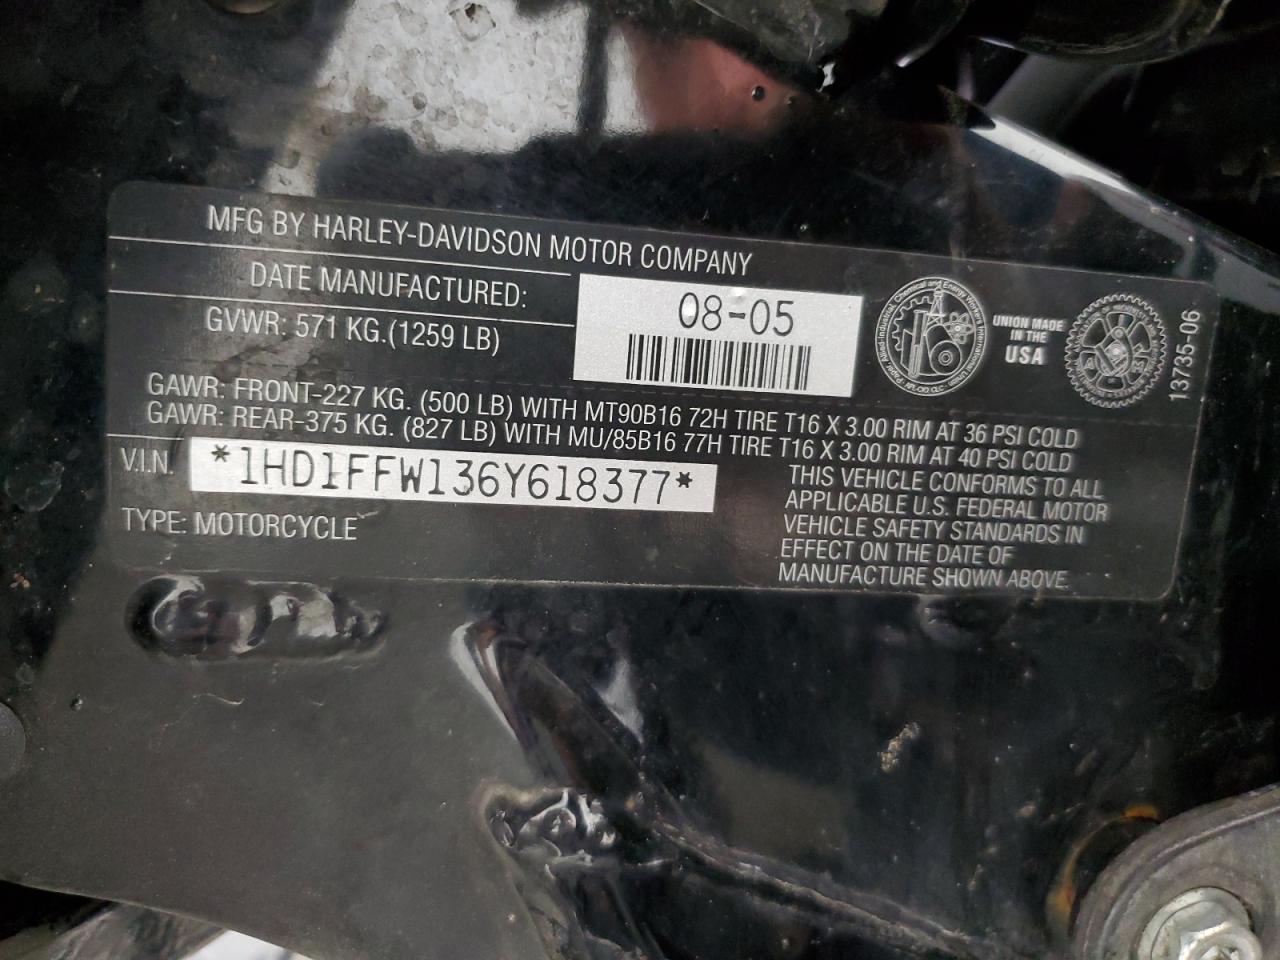 MFG BY HARLEY-DAVIDSON MOTOR COMPANY
DATE MANUFACTURED:
08-05
GVWR: 571 KG.(1259 LB)
UNION MADE
IN THE
USA
13735-06
GAWR: FRONT-227 KG. (500 LB) WITH MT90B16 72H TIRE T16 X 3.00 RIM AT 36 PSI COLD
GAWR: REAR-375 KG. (827 LB) WITH MU/85B16 77H TIRE T16 X 3.00 RIM AT 40 PSI COLD
V.I.N.
*1HD1FFW136Y618377*
TYPE: MOTORCYCLE
THIS VEHICLE CONFORMS TO ALL
APPLICABLE U.S. FEDERAL MOTOR
VEHICLE SAFETY STANDARDS IN
EFFECT ON THE DATE OF
MANUFACTURE SHOWN ABOVE.